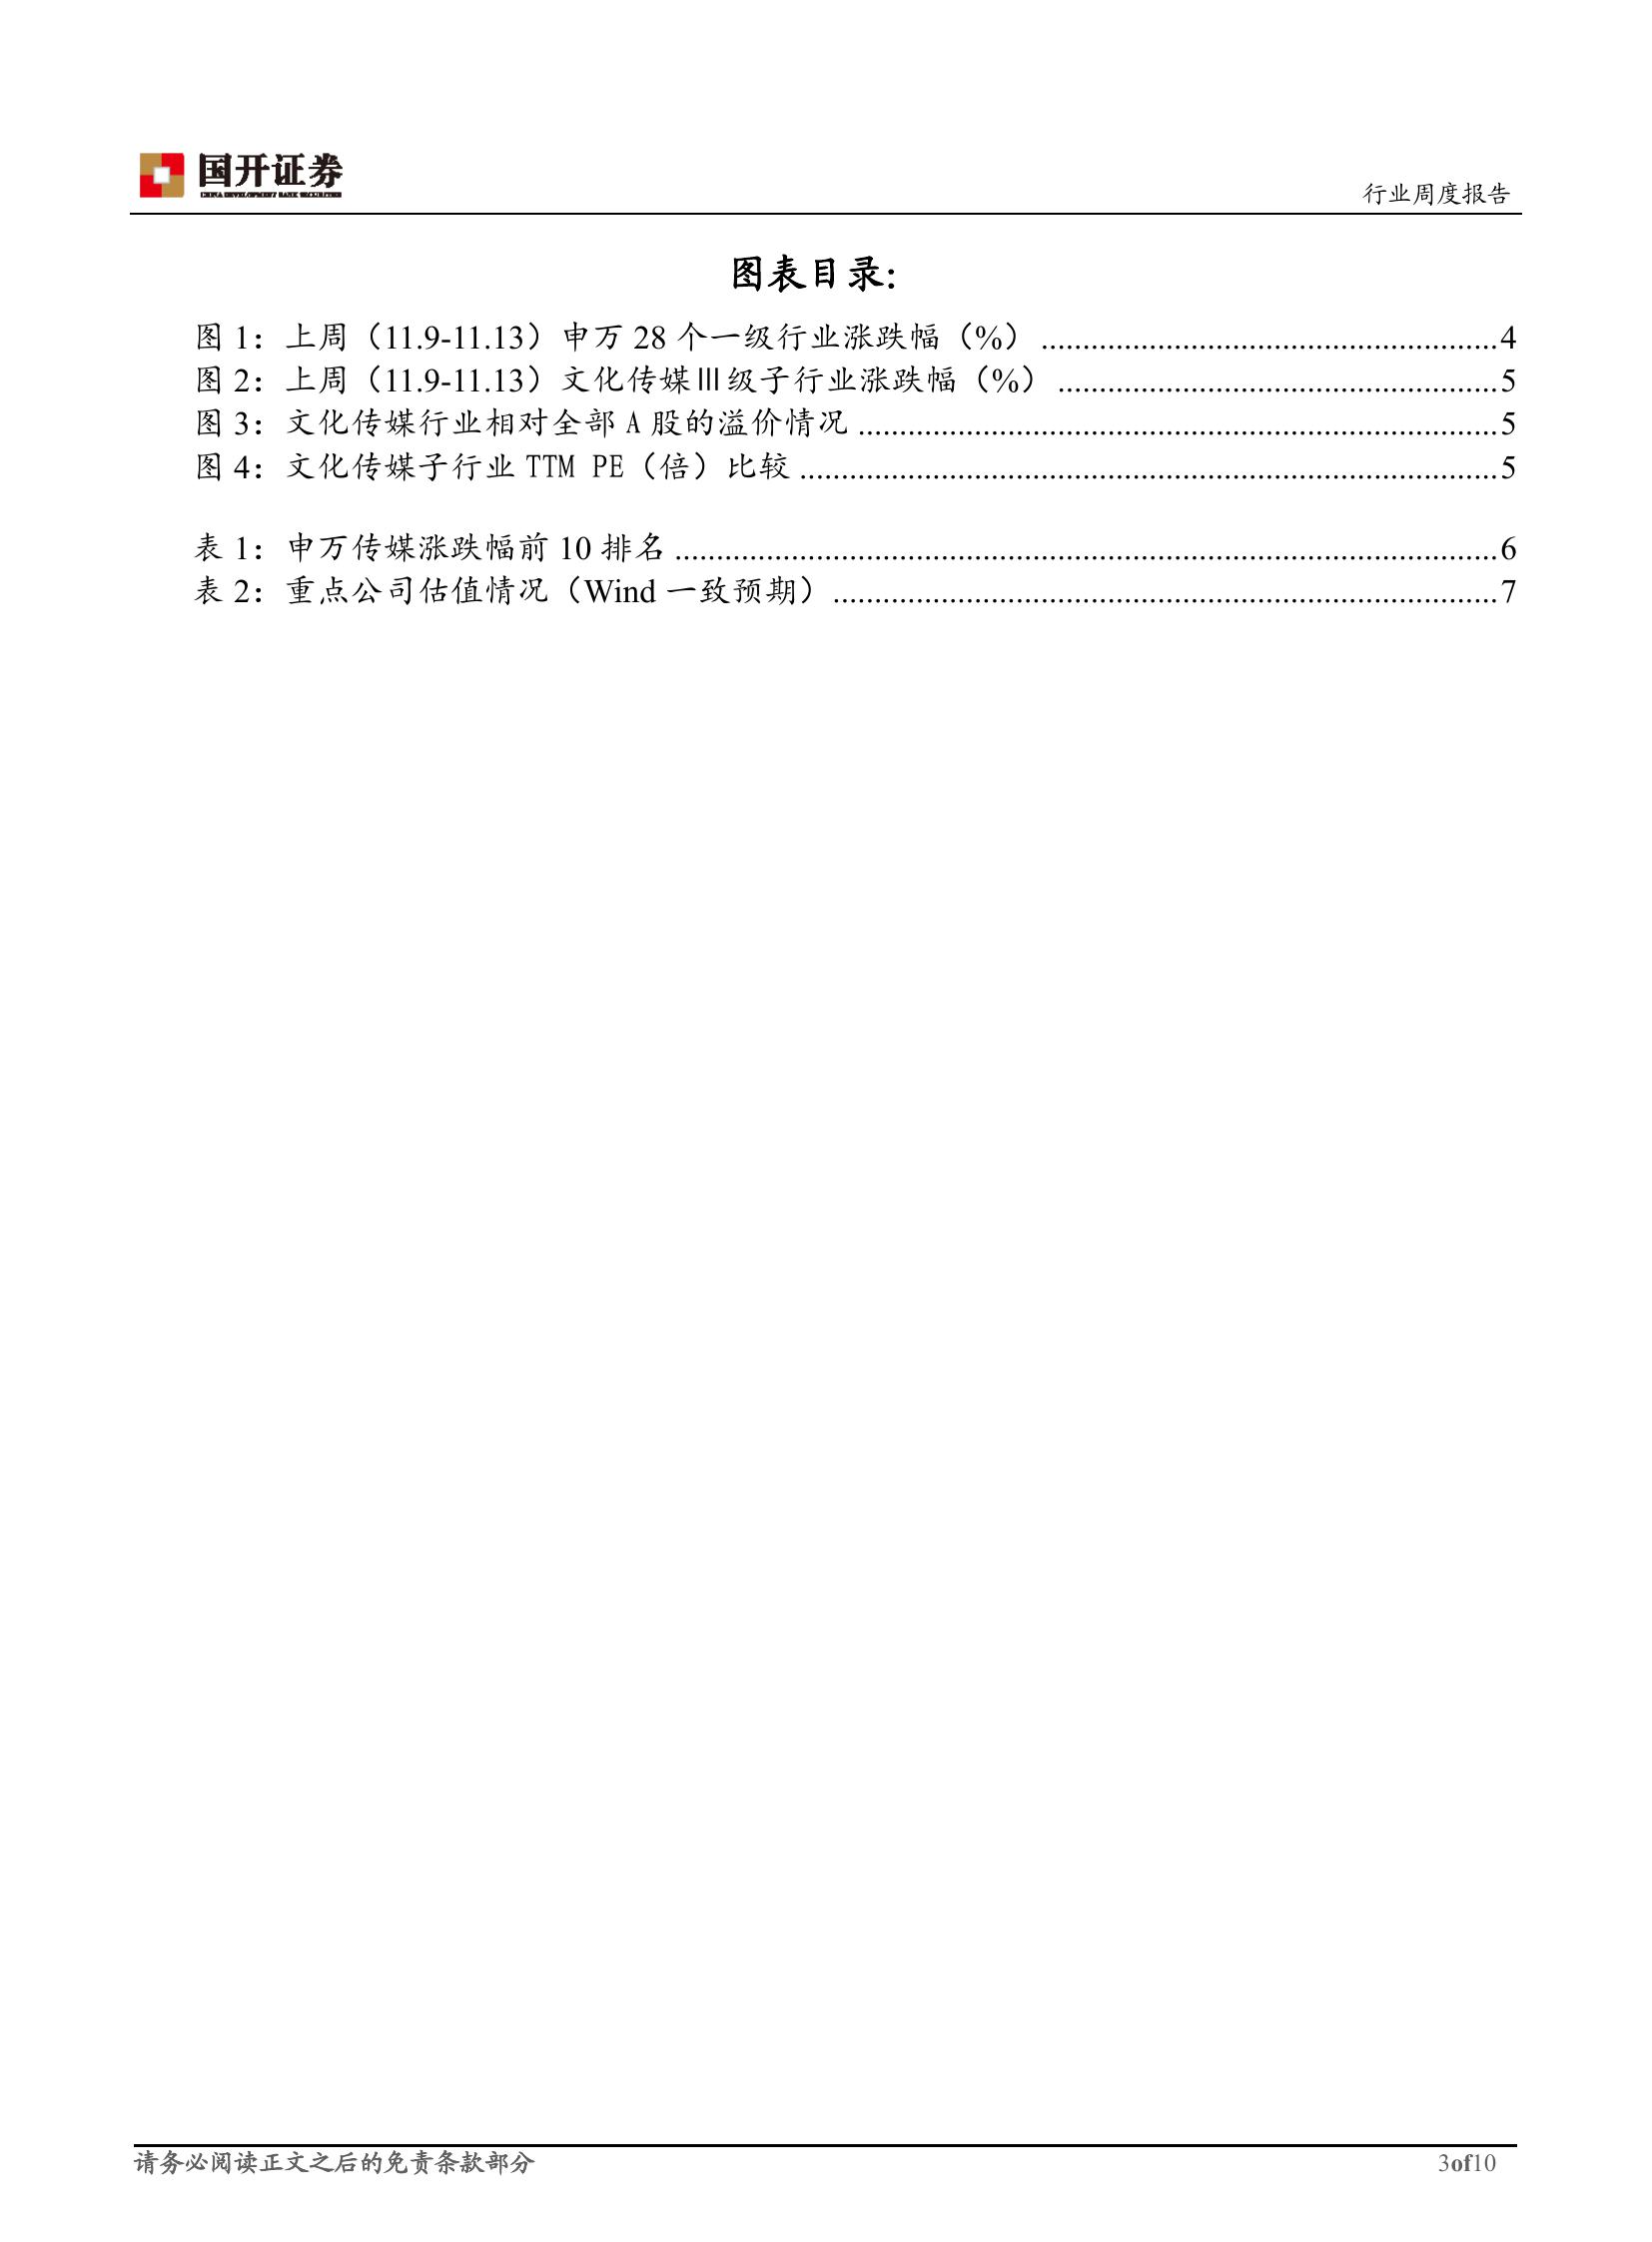 国开证券
CHINA DEVELOPMENT BANK SECURITIES
行业周度报告
图表目录:
图 1：上周（11.9-11.13）申万 28 个一级行业涨跌幅（%）.......................................................4
图 2：上周（11.9-11.13）文化传媒Ⅲ级子行业涨跌幅（%）.....................................................5
图 3：文化传媒行业相对全部 A 股的溢价情况.............................................................................5
图 4：文化传媒子行业 TTM PE（倍）比较....................................................................................5
表 1：申万传媒涨跌幅前 10 排名...................................................................................................6
表 2：重点公司估值情况（Wind 一致预期）................................................................................7
请务必阅读正文之后的免责条款部分
3of10